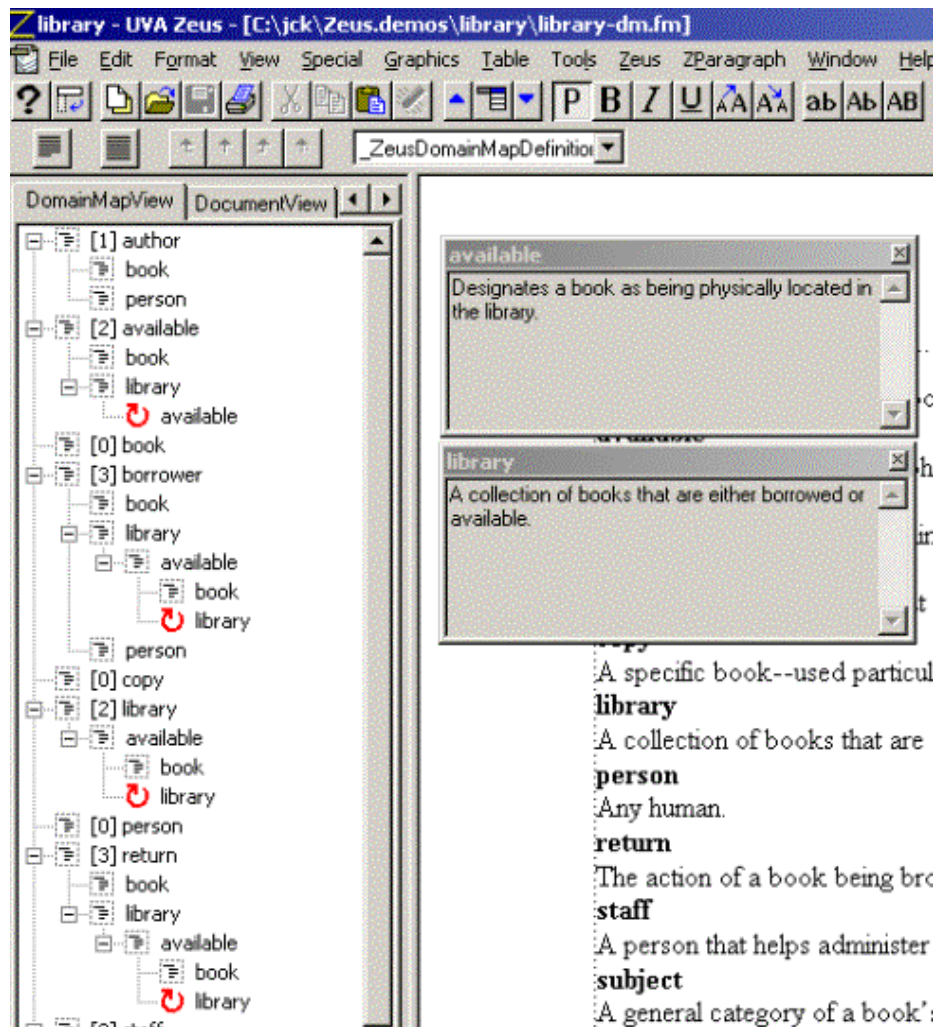 library - UVA Zeus - [C:\jck\Zeus.demos\library\library-dm.fm]
File Edit Format View Special Graphics Table Tools Zeus ZParagraph Window Help
? P B I U AA AA ab Ab AB
_ZeusDomainMapDefinition
DomainMapView DocumentView
[1] author
book
person
[2] available
book
library
available
[0] book
[3] borrower
book
library
available
book
library
person
[0] copy
[2] library
available
book
library
[0] person
[3] return
book
library
available
book
library
available
Designates a book as being physically located in
the library.
library
A collection of books that are either borrowed or
available.
A specific book--used particul
library
A collection of books that are
person
Any human.
return
The action of a book being bro
staff
A person that helps administer
subject
A general category of a book's